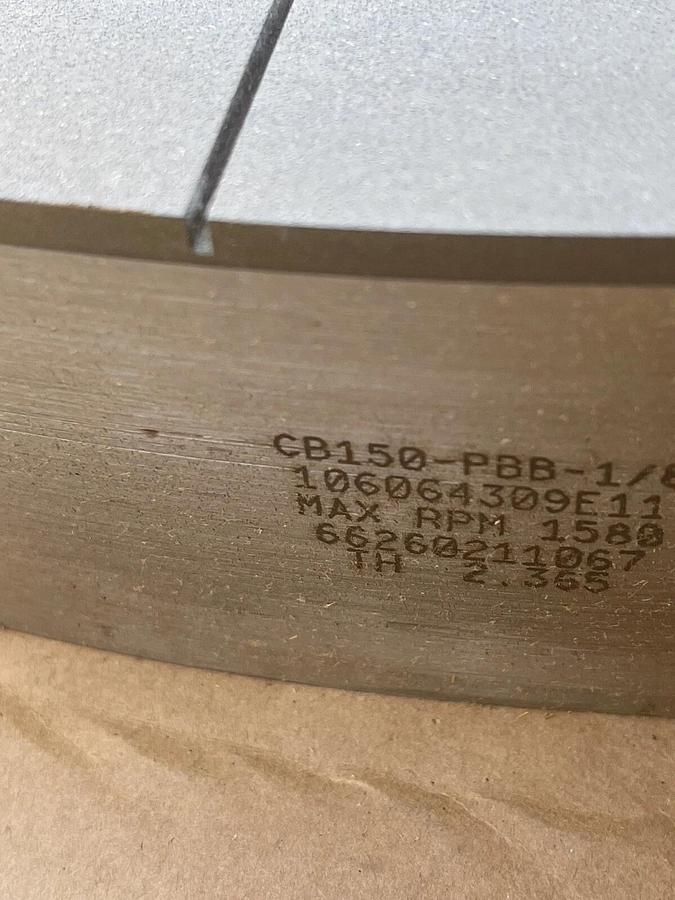 CB150-PBB-1/8
106064309E11
MAX RPM 1580
66260211067
TH 2.365